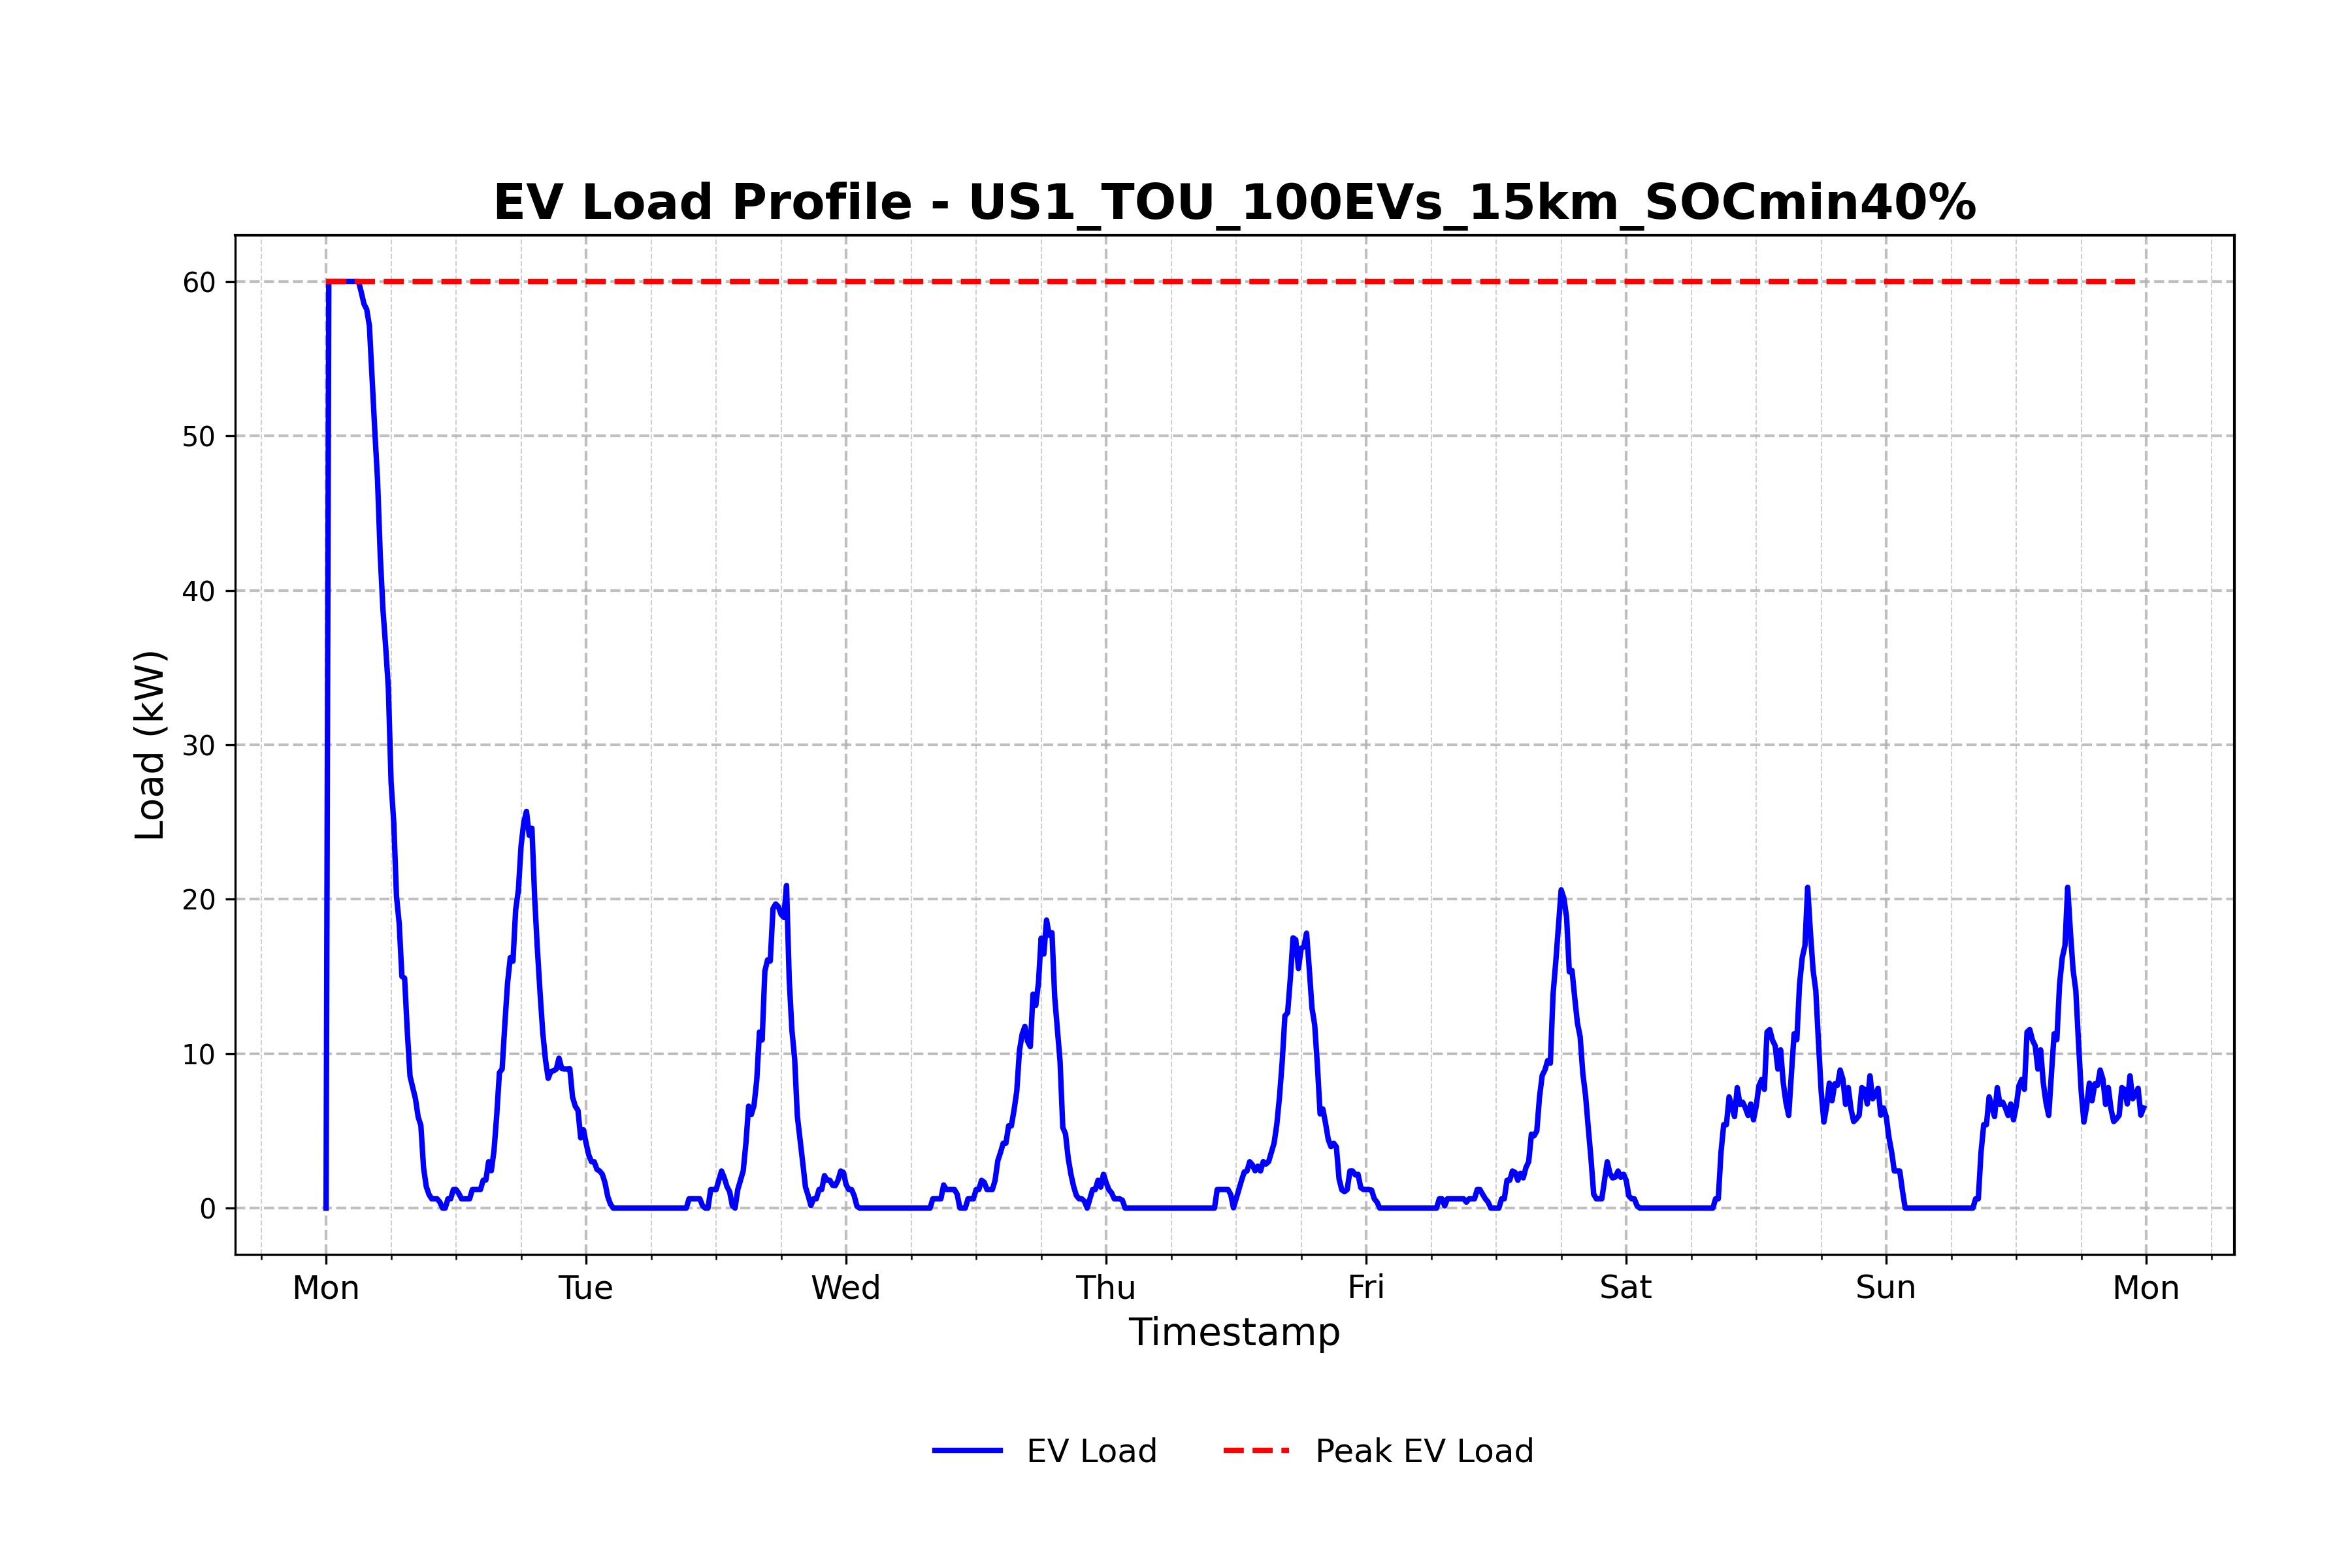 EV Load Profile - US1_TOU_100EVs_15km_SOCmin40%
Load (kW)
60
50
40
30
20
10
0
Mon Tue Wed Thu Fri Sat Sun Mon
Timestamp
EV Load Peak EV Load